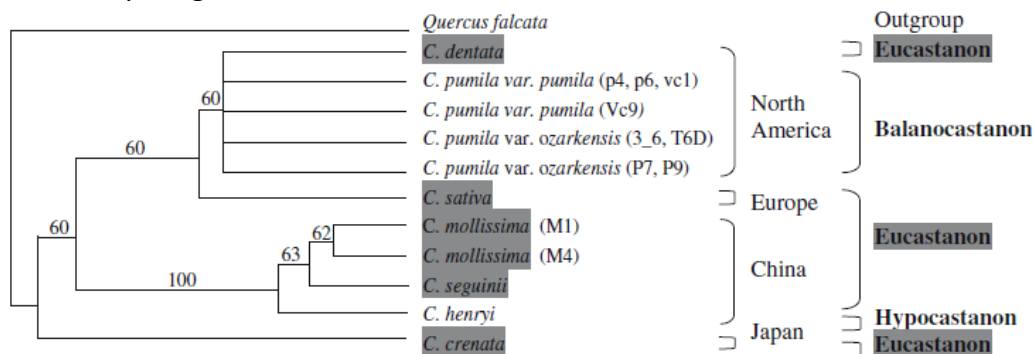 Quercus falcata Outgroup
C. dentata Eucastanon
C. pumila var. pumila (p4, p6, vc1)
60 C. pumila var. pumila (Vc9) North America Balanocastanon
C. pumila var. ozarkensis (3_6, T6D)
60 C. pumila var. ozarkensis (P7, P9)
C. sativa Europe
60 62 C. mollissima (M1) Eucastanon
63 C. mollissima (M4) China
100 C. seguinii
C. henryi Hypocastanon
C. crenata Japan Eucastanon